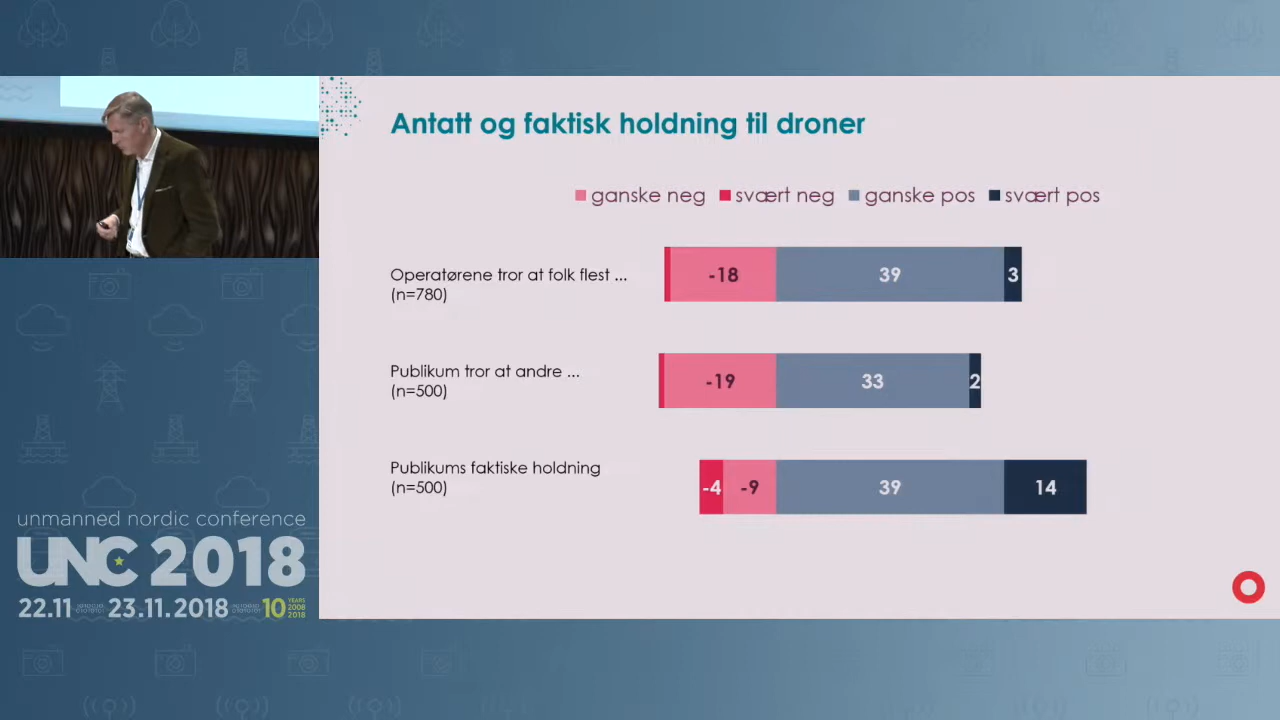 Antatt og faktisk holdning til droner
ganske neg svært neg ganske pos svært pos
Operatørene tror at folk flest ...
(n=780)
-18 39 3
Publikum tror at andre ...
(n=500)
-19 33 2
Publikums faktiske holdning
(n=500)
-4 -9 39 14
unmanned nordic conference
UNC 2018
22.11 23.11.2018 10 YEARS
2008
2018